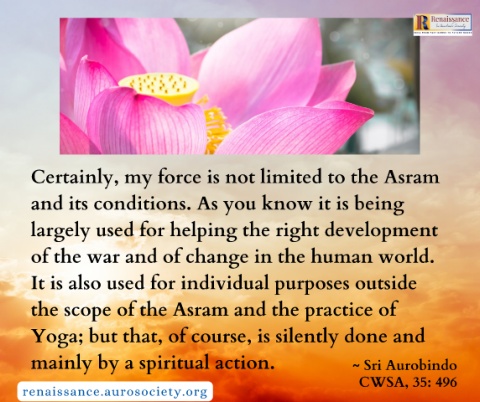 Renaissance
Certainly, my force is not limited to the Asram
and its conditions. As you know it is being
largely used for helping the right development
of the war and of change in the human world.
It is also used for individual purposes outside
the scope of the Asram and the practice of
Yoga; but that, of course, is silently done and
mainly by a spiritual action.
~ Sri Aurobindo
CWSA, 35: 496
renaissance.aurosociety.org